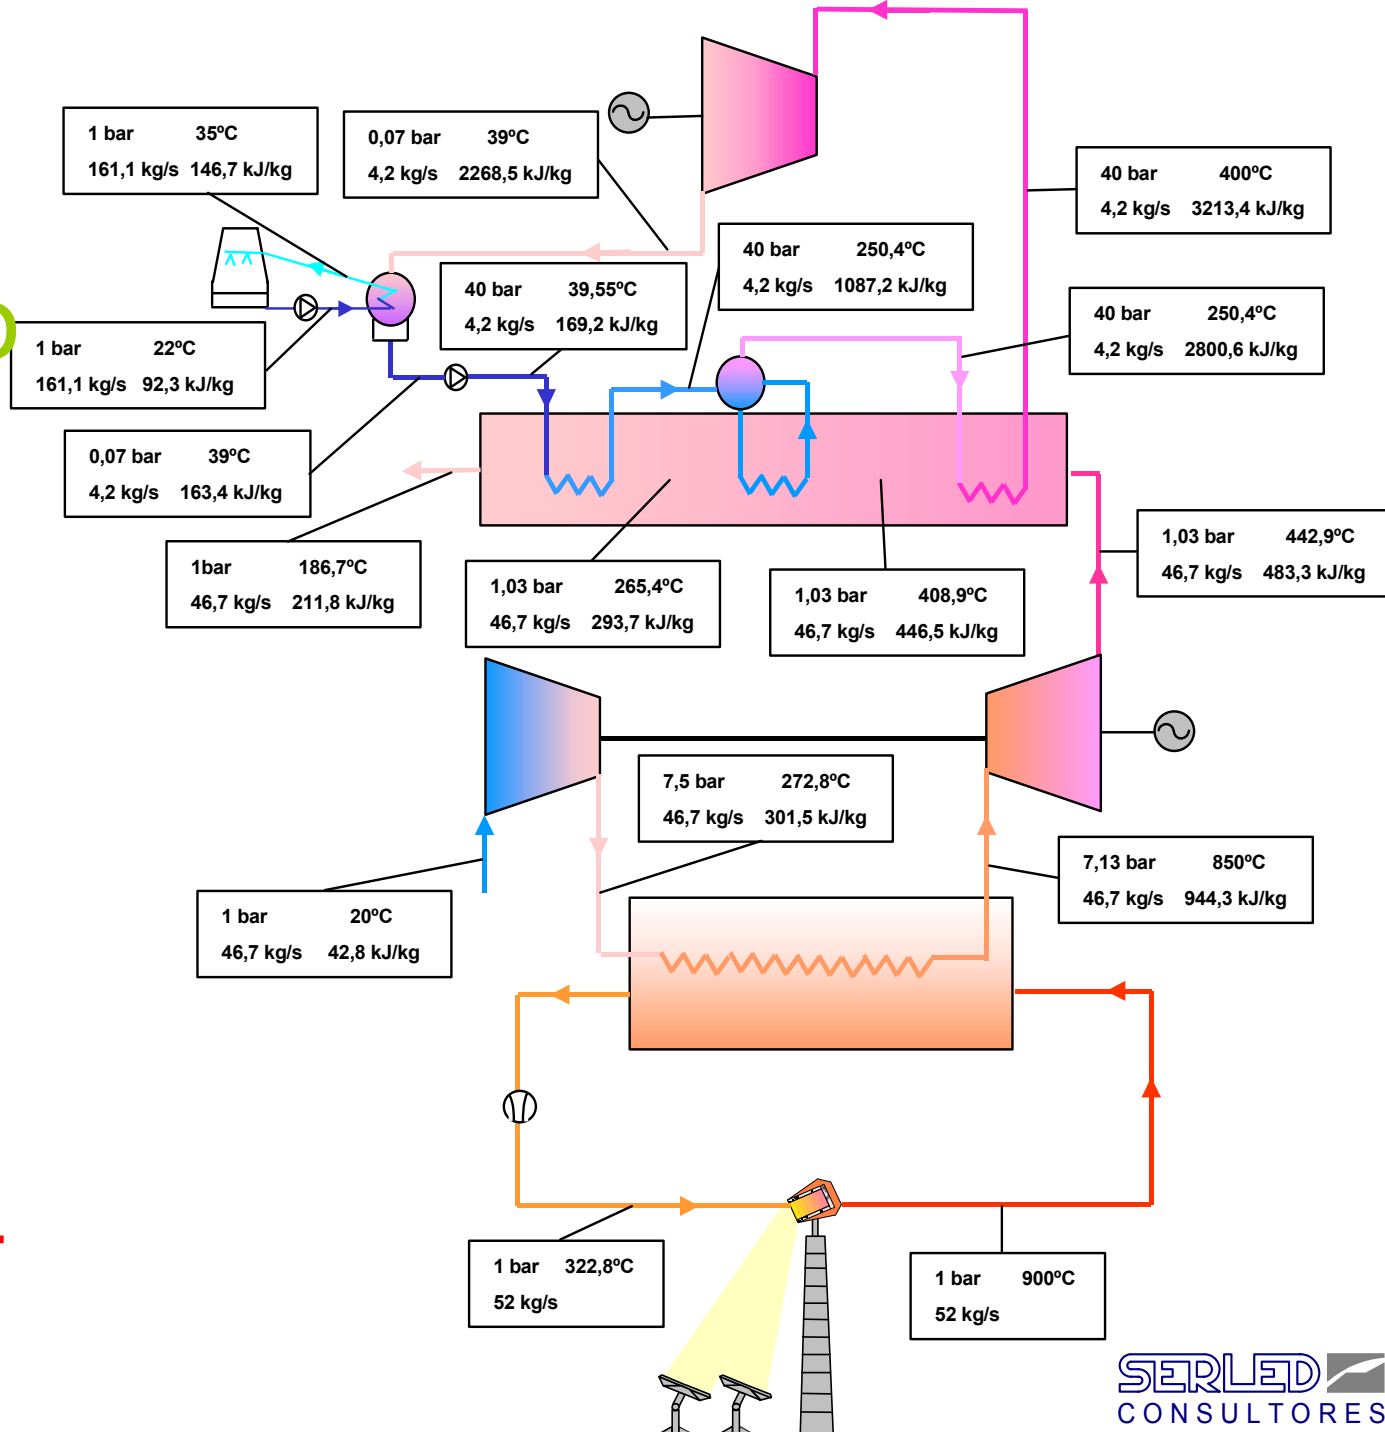 1 bar 35ºC
161,1 kg/s 146,7 kJ/kg
0,07 bar 39ºC
4,2 kg/s 2268,5 kJ/kg
40 bar 400ºC
4,2 kg/s 3213,4 kJ/kg
40 bar 250,4ºC
4,2 kg/s 1087,2 kJ/kg
40 bar 39,55ºC
4,2 kg/s 169,2 kJ/kg
40 bar 250,4ºC
4,2 kg/s 2800,6 kJ/kg
1 bar 22ºC
161,1 kg/s 92,3 kJ/kg
0,07 bar 39ºC
4,2 kg/s 163,4 kJ/kg
1bar 186,7ºC
46,7 kg/s 211,8 kJ/kg
1,03 bar 265,4ºC
46,7 kg/s 293,7 kJ/kg
1,03 bar 408,9ºC
46,7 kg/s 446,5 kJ/kg
1,03 bar 442,9ºC
46,7 kg/s 483,3 kJ/kg
7,5 bar 272,8ºC
46,7 kg/s 301,5 kJ/kg
7,13 bar 850ºC
46,7 kg/s 944,3 kJ/kg
1 bar 20ºC
46,7 kg/s 42,8 kJ/kg
1 bar 322,8ºC
52 kg/s
1 bar 900ºC
52 kg/s
SERLED
CONSULTORES